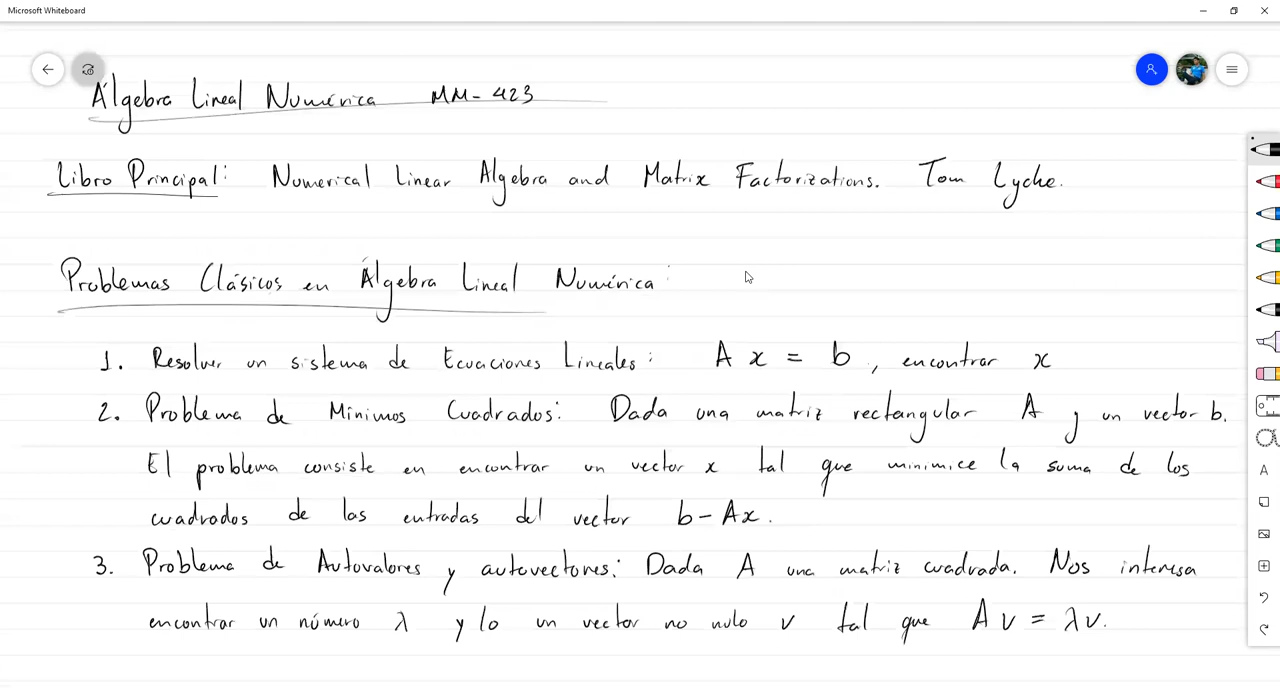 Microsoft Whiteboard
Álgebra Lineal Numérica MM-423
Libro Principal: Numerical Linear Algebra and Matrix Factorizations. Tom Lyche.
Problemas Clásicos en Álgebra Lineal Numérica:
1. Resolver un sistema de Ecuaciones Lineales: A x = b, encontrar x
2. Problema de Mínimos Cuadrados: Dada una matriz rectangular A y un vector b.
El problema consiste en encontrar un vector x tal que minimice la suma de los
cuadrados de las entradas del vector b-Ax.
3. Problema de Autovalores y autovectores: Dada A una matriz cuadrada. Nos interesa
encontrar un número λ y/o un vector no nulo v tal que A v = λv.